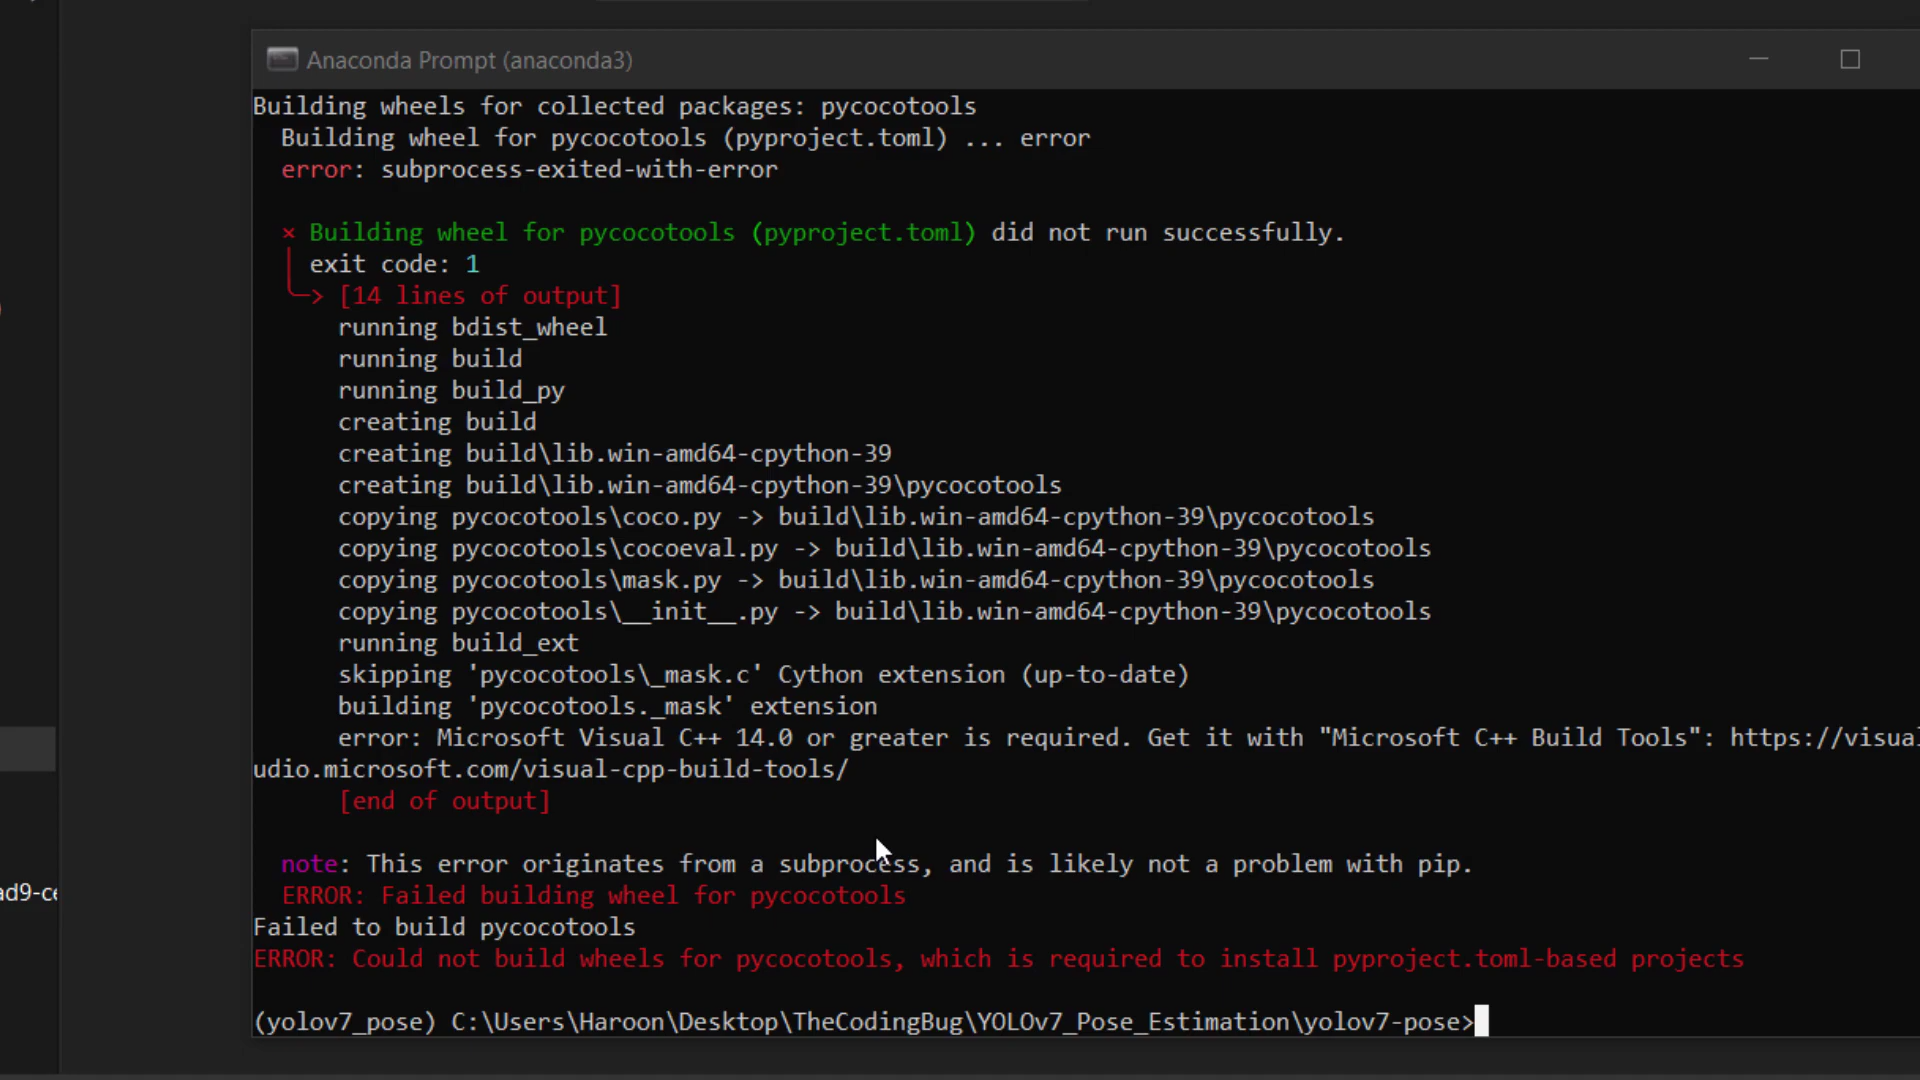 Anaconda Prompt (anaconda3)
Building wheels for collected packages: pycocotools
Building wheel for pycocotools (pyproject.toml) ... error
error: subprocess-exited-with-error
× Building wheel for pycocotools (pyproject.toml) did not run successfully.
exit code: 1
╰─> [14 lines of output]
running bdist_wheel
running build
running build_py
creating build
creating build\lib.win-amd64-cpython-39
creating build\lib.win-amd64-cpython-39\pycocotools
copying pycocotools\coco.py -> build\lib.win-amd64-cpython-39\pycocotools
copying pycocotools\cocoeval.py -> build\lib.win-amd64-cpython-39\pycocotools
copying pycocotools\mask.py -> build\lib.win-amd64-cpython-39\pycocotools
copying pycocotools\__init__.py -> build\lib.win-amd64-cpython-39\pycocotools
running build_ext
skipping 'pycocotools\_mask.c' Cython extension (up-to-date)
building 'pycocotools._mask' extension
error: Microsoft Visual C++ 14.0 or greater is required. Get it with "Microsoft C++ Build Tools": https://visual
udio.microsoft.com/visual-cpp-build-tools/
[end of output]
note: This error originates from a subprocess, and is likely not a problem with pip.
ERROR: Failed building wheel for pycocotools
Failed to build pycocotools
ERROR: Could not build wheels for pycocotools, which is required to install pyproject.toml-based projects
(yolov7_pose) C:\Users\Haroon\Desktop\TheCodingBug\YOLOv7_Pose_Estimation\yolov7-pose>